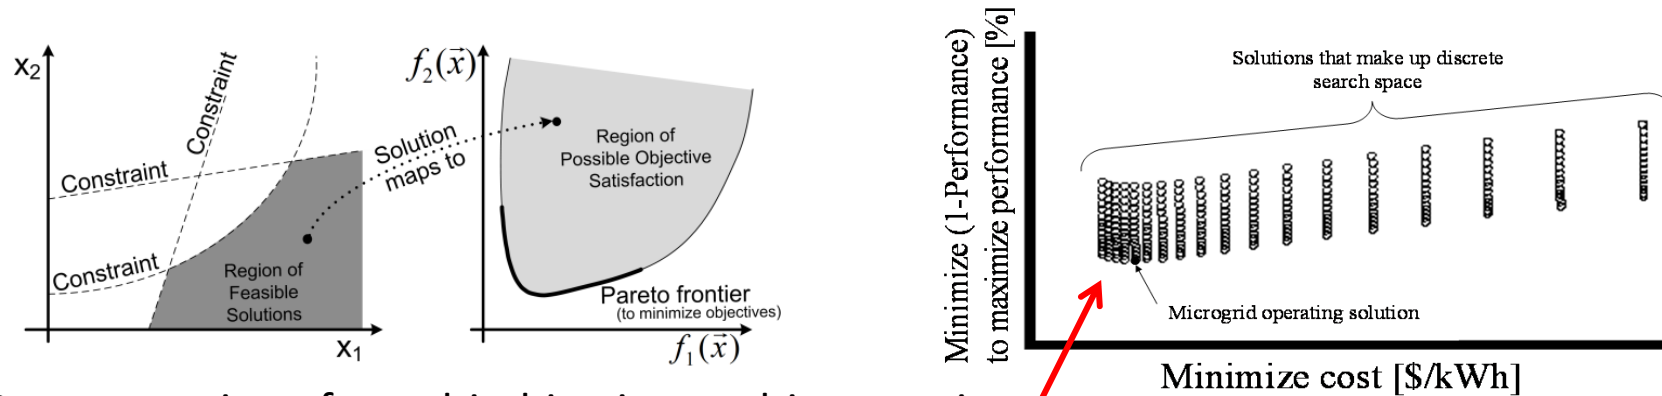 x₂
Constraint
Constraint
Constraint
Region of
Feasible
Solutions
x₁
Solution
maps to
f₂(x⃗)
Region of
Possible Objective
Satisfaction
Pareto frontier
(to minimize objectives)
f₁(x⃗)
Minimize (1-Performance)
to maximize performance [%]
Solutions that make up discrete
search space
Microgrid operating solution
Minimize cost [$/kWh]